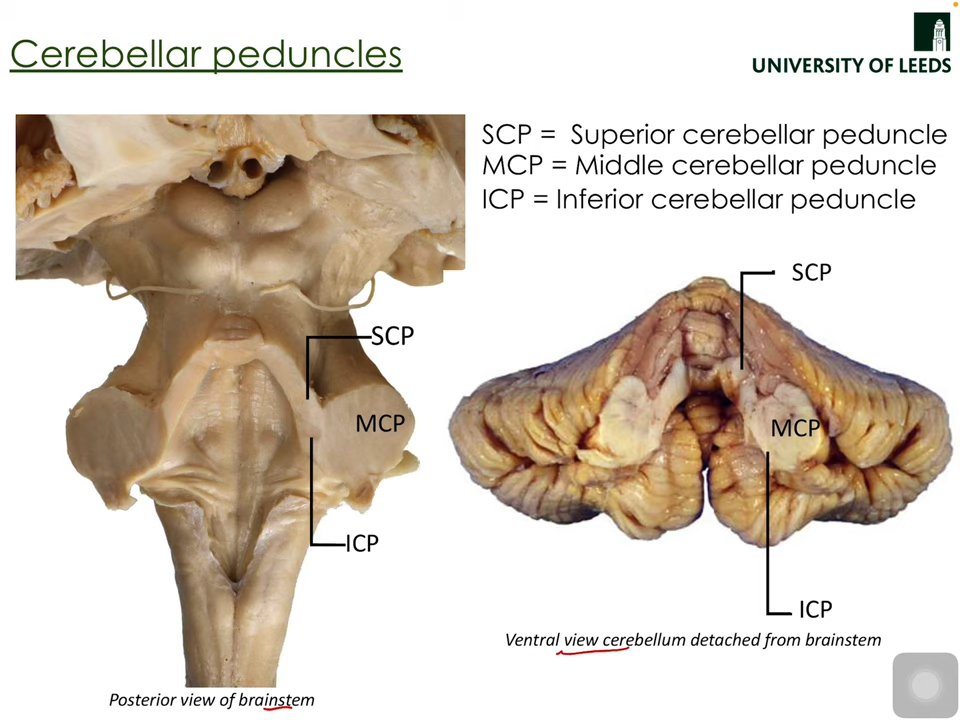 Cerebellar peduncles
UNIVERSITY OF LEEDS
SCP = Superior cerebellar peduncle
MCP = Middle cerebellar peduncle
ICP = Inferior cerebellar peduncle
SCP
MCP
ICP
SCP
MCP
ICP
Ventral view cerebellum detached from brainstem
Posterior view of brainstem